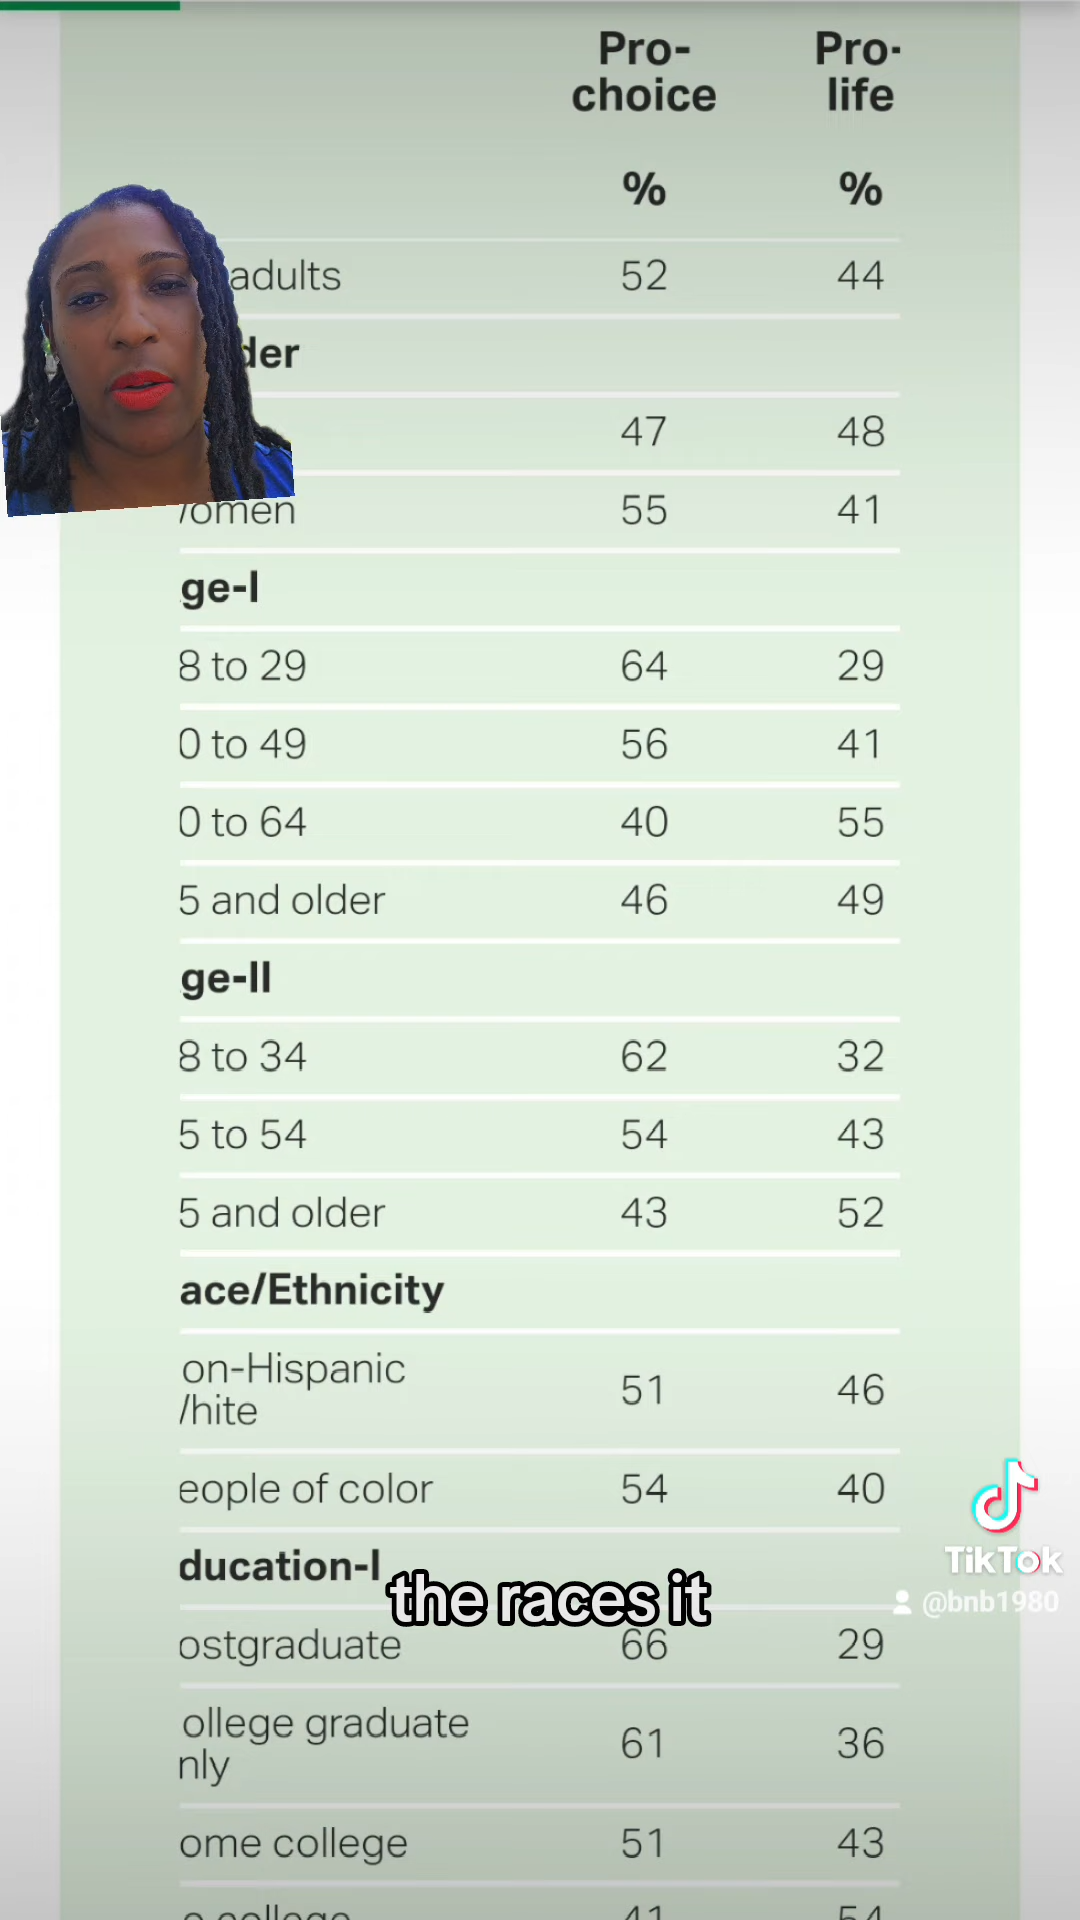 Pro- Pro-
choice life
% %
adults 52 44
der
47 48
omen 55 41
ge-I
8 to 29 64 29
0 to 49 56 41
0 to 64 40 55
5 and older 46 49
ge-II
8 to 34 62 32
5 to 54 54 43
5 and older 43 52
ace/Ethnicity
on-Hispanic
hite 51 46
eople of color 54 40
ducation-I
the races it
ostgraduate 66 29
ollege graduate
nly 61 36
ome college 51 43
college 41 54
TikTok
@bnb1980